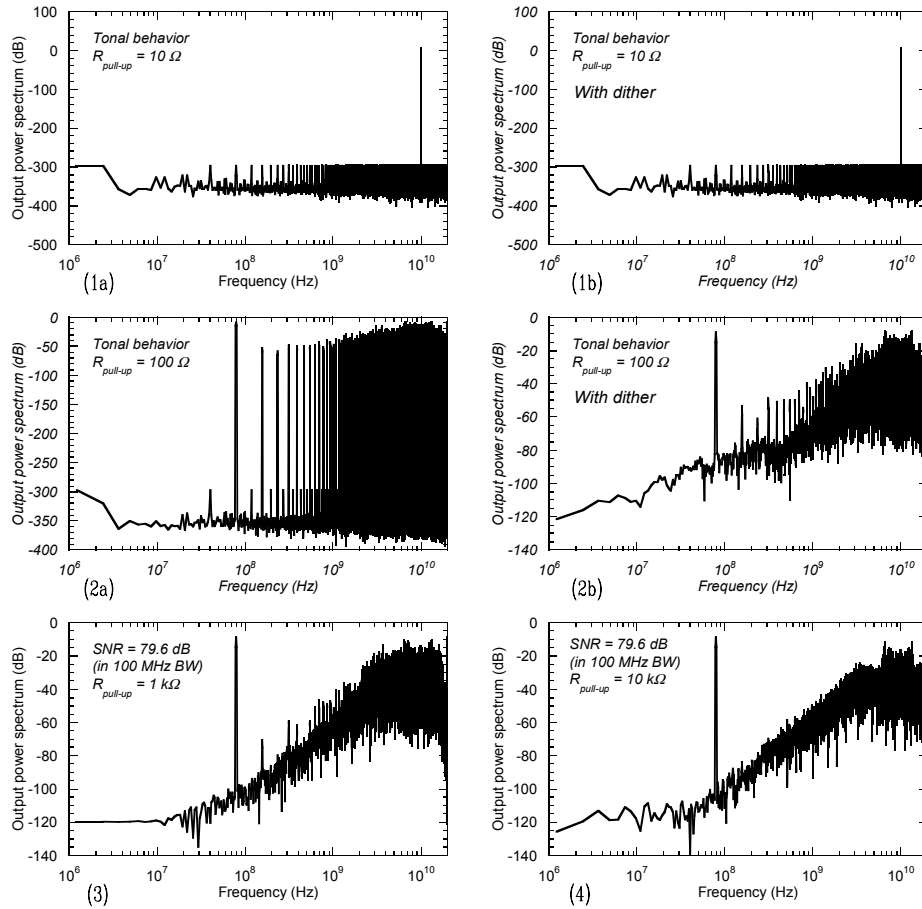 Output power spectrum (dB)
100
0
-100
-200
-300
-400
-500
Tonal behavior
R_pull-up = 10 Ω
10^6
10^7
10^8
10^9
10^10
Frequency (Hz)
(1a)
Output power spectrum (dB)
100
0
-100
-200
-300
-400
-500
Tonal behavior
R_pull-up = 10 Ω
With dither
10^6
10^7
10^8
10^9
10^10
Frequency (Hz)
(1b)
Output power spectrum (dB)
0
-50
-100
-150
-200
-250
-300
-350
-400
Tonal behavior
R_pull-up = 100 Ω
10^6
10^7
10^8
10^9
10^10
Frequency (Hz)
(2a)
Output power spectrum (dB)
0
-20
-40
-60
-80
-100
-120
-140
Tonal behavior
R_pull-up = 100 Ω
With dither
10^6
10^7
10^8
10^9
10^10
Frequency (Hz)
(2b)
Output power spectrum (dB)
0
-20
-40
-60
-80
-100
-120
-140
SNR = 79.6 dB
(in 100 MHz BW)
R_pull-up = 1 kΩ
10^6
10^7
10^8
10^9
10^10
Frequency (Hz)
(3)
Output power spectrum (dB)
0
-20
-40
-60
-80
-100
-120
-140
SNR = 79.6 dB
(in 100 MHz BW)
R_pull-up = 10 kΩ
10^6
10^7
10^8
10^9
10^10
Frequency (Hz)
(4)